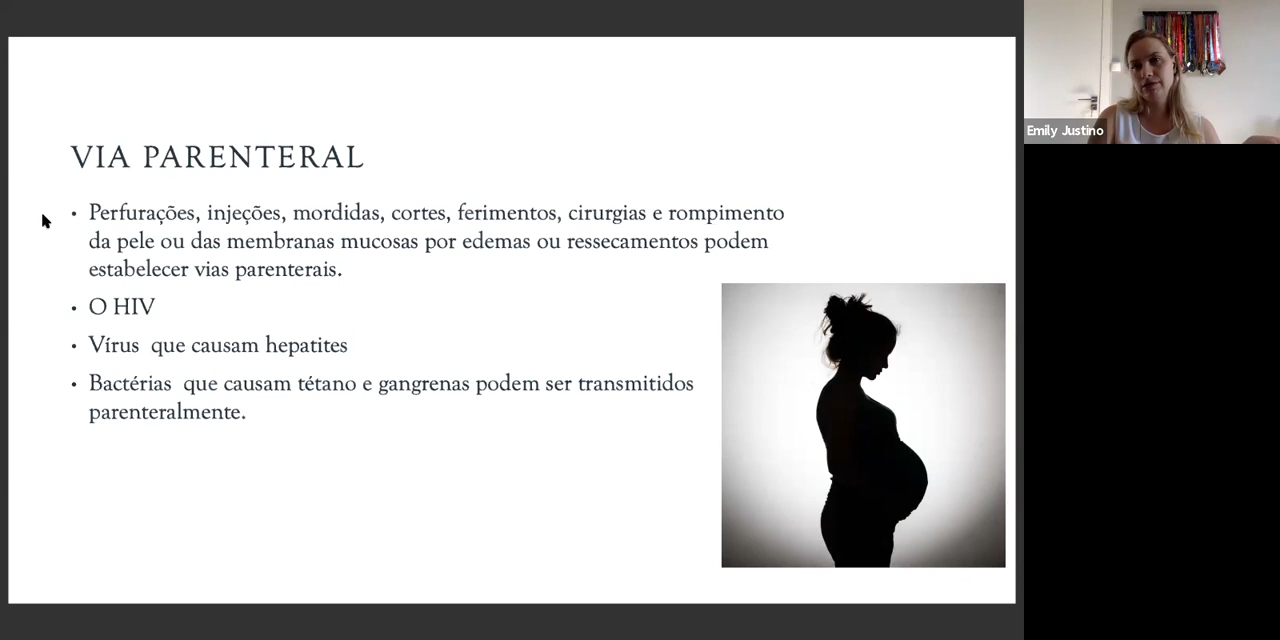 VIA PARENTERAL
• Perfurações, injeções, mordidas, cortes, ferimentos, cirurgias e rompimento
da pele ou das membranas mucosas por edemas ou ressecamentos podem
estabelecer vias parenterais.
• O HIV
• Vírus  que causam hepatites
• Bactérias  que causam tétano e gangrenas podem ser transmitidos
parenteralmente.
Emily Justino